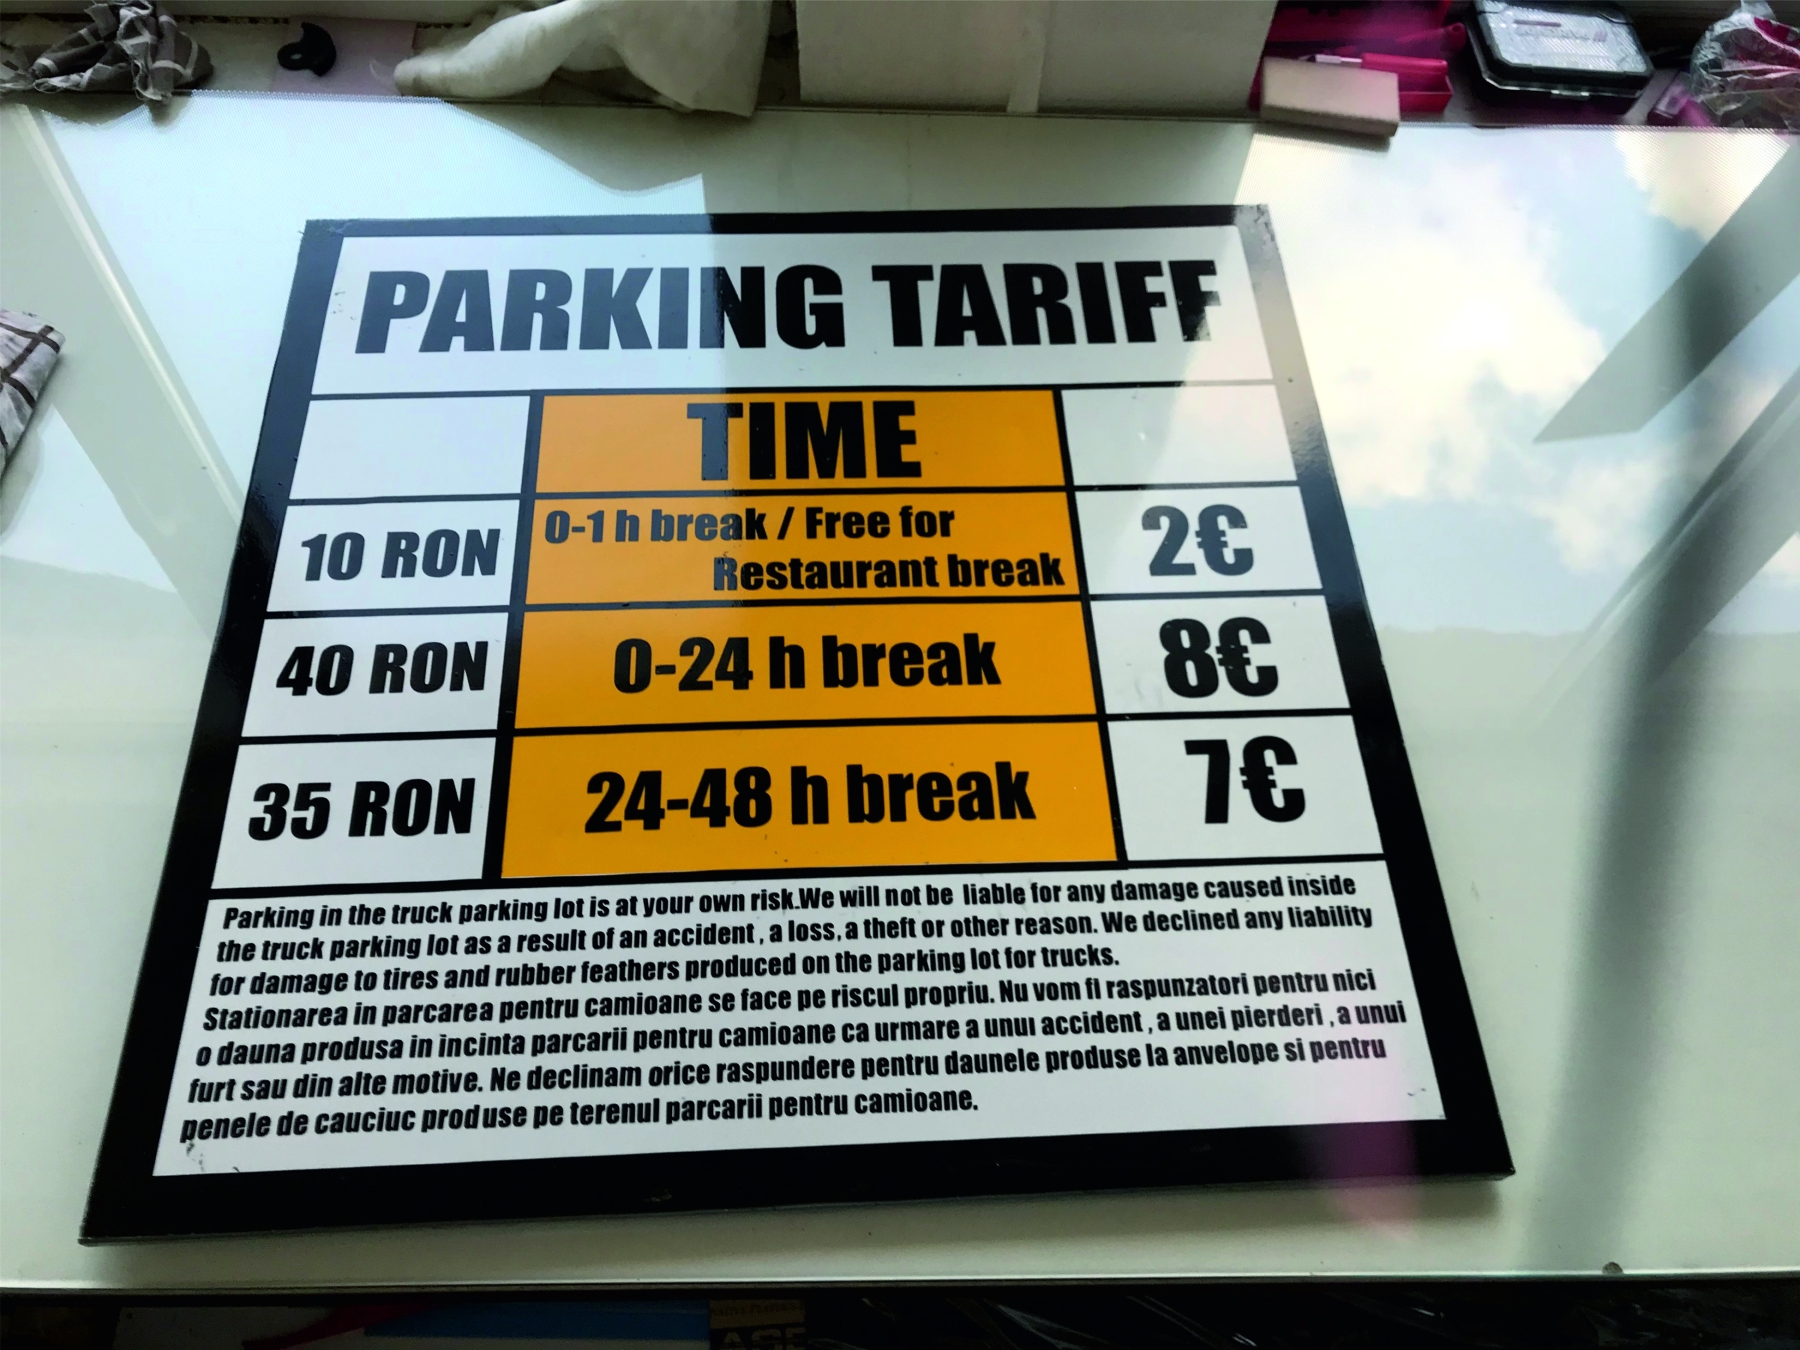 PARKING TARIFF
TIME
10 RON 0-1 h break / Free for Restaurant break 2€
40 RON 0-24 h break 8€
35 RON 24-48 h break 7€
Parking in the truck parking lot is at your own risk.We will not be liable for any damage caused inside
the truck parking lot as a result of an accident , a loss, a theft or other reason. We declined any liability
for damage to tires and rubber feathers produced on the parking lot for trucks.
Stationarea in parcarea pentru camioane se face pe riscul propriu. Nu vom fi raspunzatori pentru nici
o dauna produsa in incinta parcarii pentru camioane ca urmare a unui accident , a unei pierderi , a unui
furt sau din alte motive. Ne declinam orice raspundere pentru daunele produse la anvelope si pentru
penele de cauciuc produse pe terenul parcarii pentru camioane.